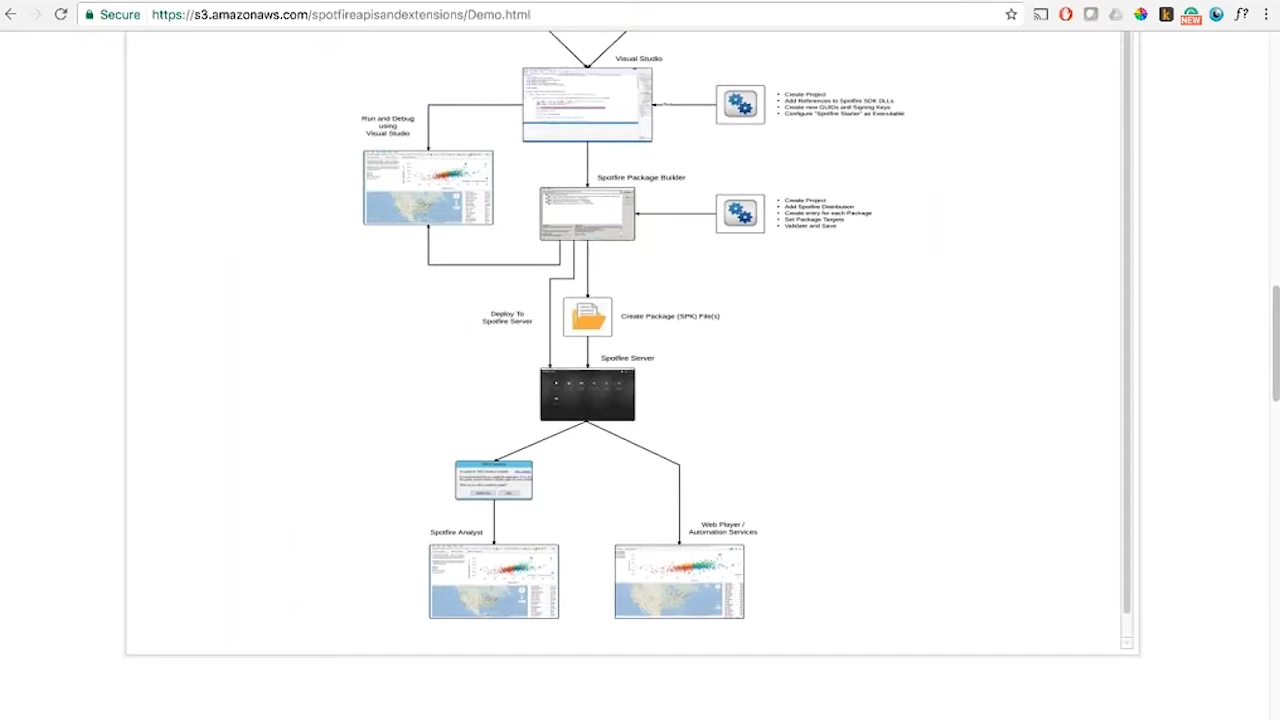 Secure
https://s3.amazonaws.com/spotfireapisandextensions/Demo.html
NEW
f?
Visual Studio
Run and Debug
using
Visual Studio
• Create Project
• Add References to Spotfire SDK DLLs
• Create new GUIDs and Signing Keys
• Configure "Spotfire Starter" as Executable
Spotfire Package Builder
• Create Project
• Add Spotfire Distribution
• Create entry for each Package
• Set Package Targets
• Validate and Save
Deploy To
Spotfire Server
Create Package (SPK) File(s)
Spotfire Server
Spotfire Analyst
Web Player /
Automation Services